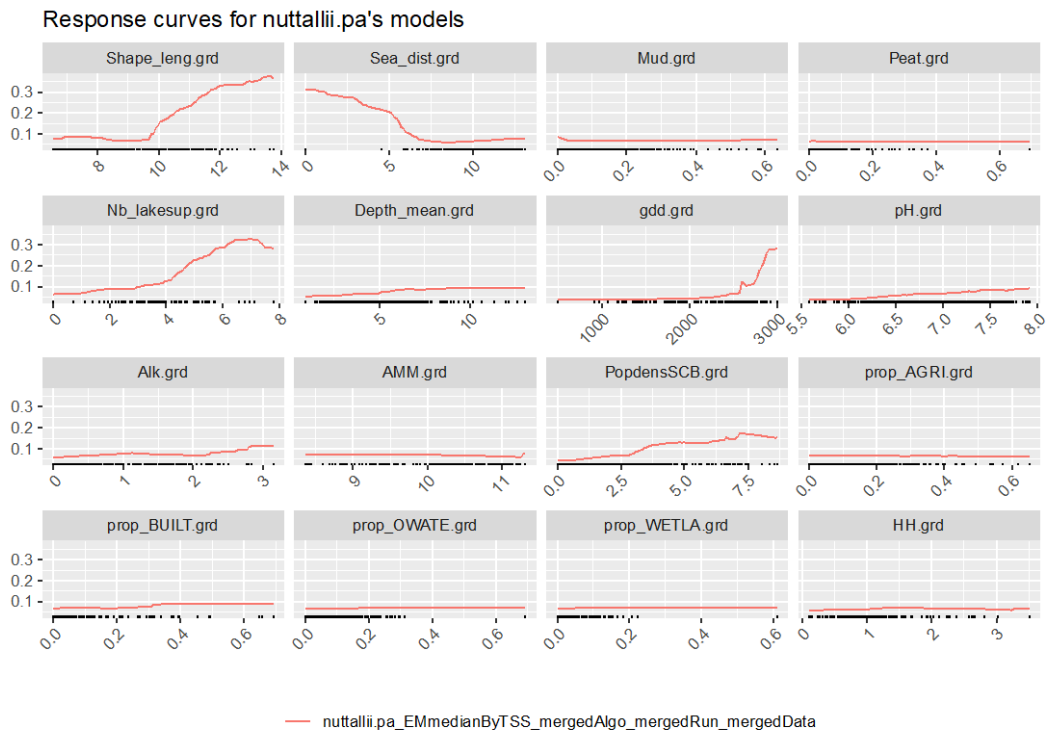 Response curves for nuttallii.pa's models
Shape_leng.grd Sea_dist.grd Mud.grd Peat.grd
0.3
0.2
0.1
8 10 12 14 0 5 10 0.0 0.2 0.4 0.6 0.0 0.2 0.4 0.6
Nb_lakesup.grd Depth_mean.grd gdd.grd pH.grd
0.3
0.2
0.1
0 2 4 6 8 5 10 1000 2000 3000 5.5 6.0 6.5 7.0 7.5 8.0
Alk.grd AMM.grd PopdensSCB.grd prop_AGRI.grd
0.3
0.2
0.1
0 1 2 3 9 10 11 0.0 2.5 5.0 7.5 0.0 0.2 0.4 0.6
prop_BUILT.grd prop_OWATE.grd prop_WETLA.grd HH.grd
0.3
0.2
0.1
0.0 0.2 0.4 0.6 0.0 0.2 0.4 0.6 0.0 0.2 0.4 0.6 0 1 2 3
nuttallii.pa_EMmedianByTSS_mergedAlgo_mergedRun_mergedData